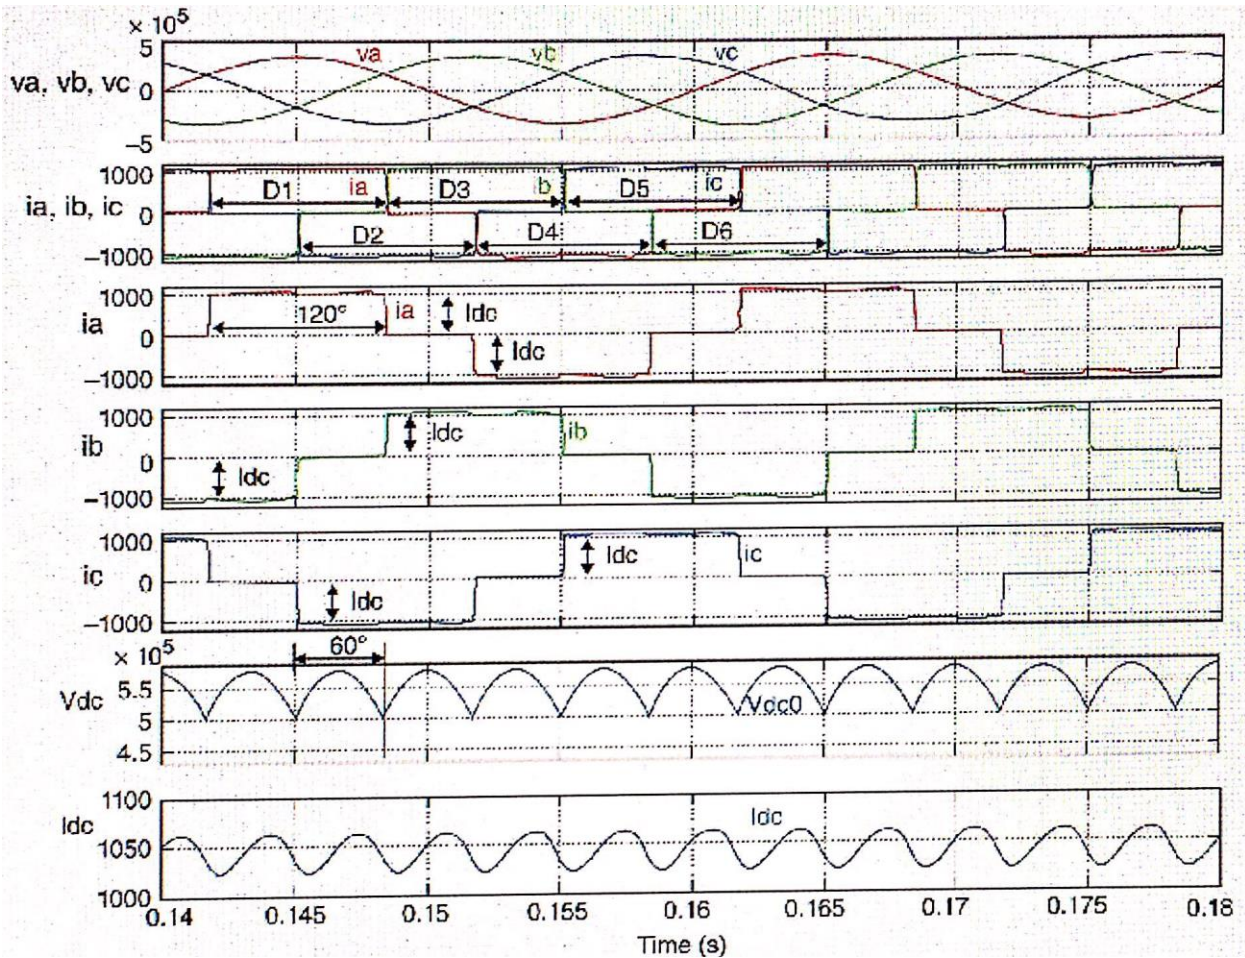 × 10⁵
5
va vb vc
va, vb, vc
0
−5
1000
D1 ia D3 ib D5 ic
ia, ib, ic
0
D2 D4 D6
−1000
1000
120° ia Idc
ia
0
Idc
−1000
1000
Idc ib
ib
0
Idc
−1000
1000
Idc ic
ic
0
Idc
−1000
60°
× 10⁵
5.5
Vdc
Vdc0
5
4.5
1100
Idc
Idc
1050
1000
0.14 0.145 0.15 0.155 0.16 0.165 0.17 0.175 0.18
Time (s)